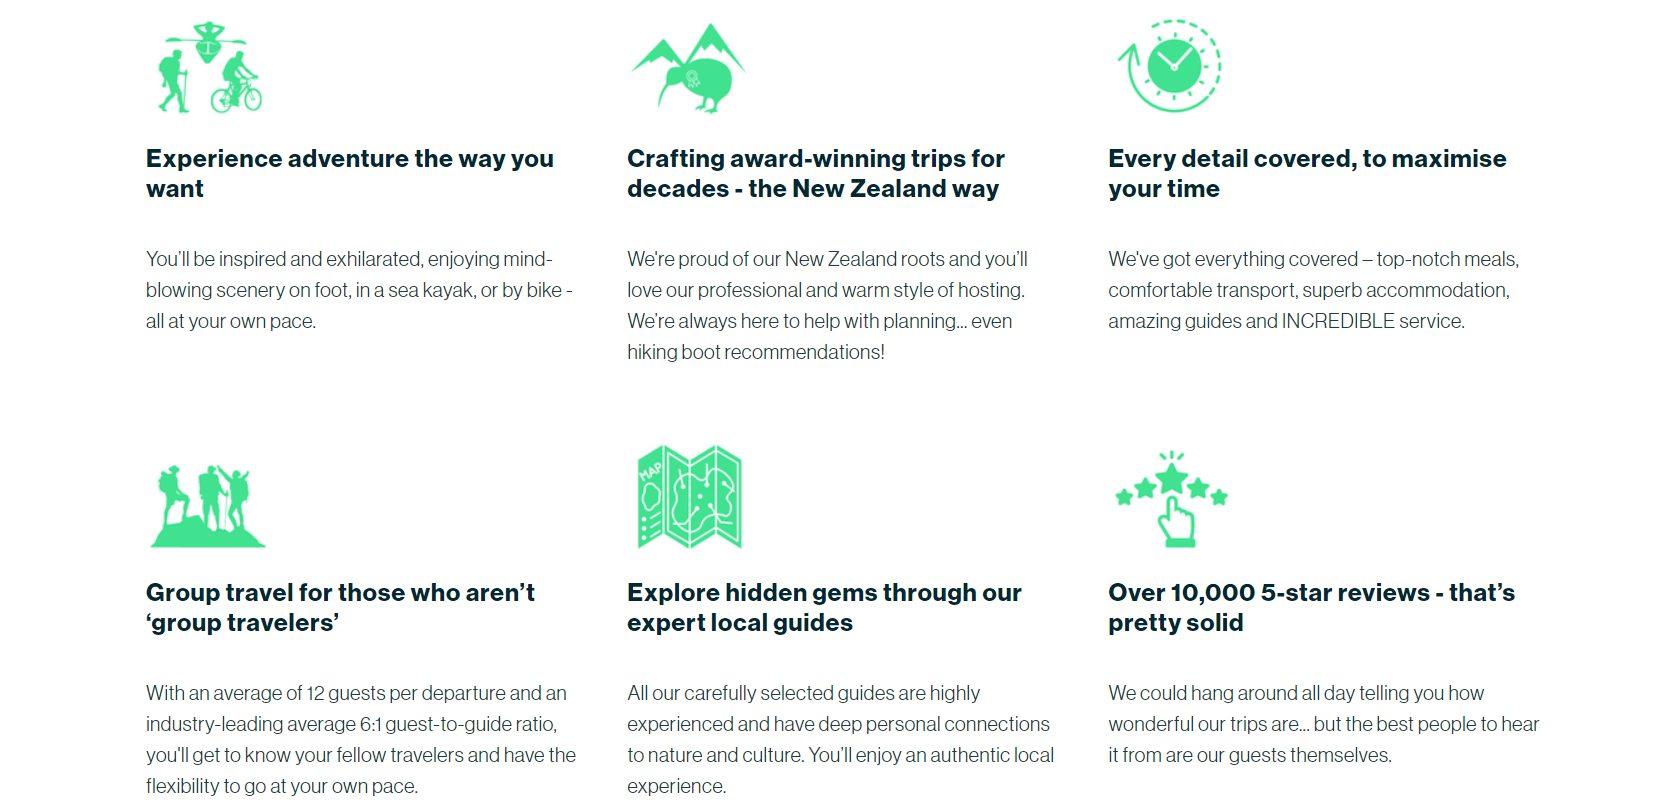 Experience adventure the way you
want
You’ll be inspired and exhilarated, enjoying mind-
blowing scenery on foot, in a sea kayak, or by bike -
all at your own pace.
Crafting award-winning trips for
decades - the New Zealand way
We're proud of our New Zealand roots and you’ll
love our professional and warm style of hosting.
We’re always here to help with planning... even
hiking boot recommendations!
Every detail covered, to maximise
your time
We've got everything covered – top-notch meals,
comfortable transport, superb accommodation,
amazing guides and INCREDIBLE service.
Group travel for those who aren’t
‘group travelers’
With an average of 12 guests per departure and an
industry-leading average 6:1 guest-to-guide ratio,
you'll get to know your fellow travelers and have the
flexibility to go at your own pace.
MAP
Explore hidden gems through our
expert local guides
All our carefully selected guides are highly
experienced and have deep personal connections
to nature and culture. You’ll enjoy an authentic local
experience.
Over 10,000 5-star reviews - that’s
pretty solid
We could hang around all day telling you how
wonderful our trips are... but the best people to hear
it from are our guests themselves.